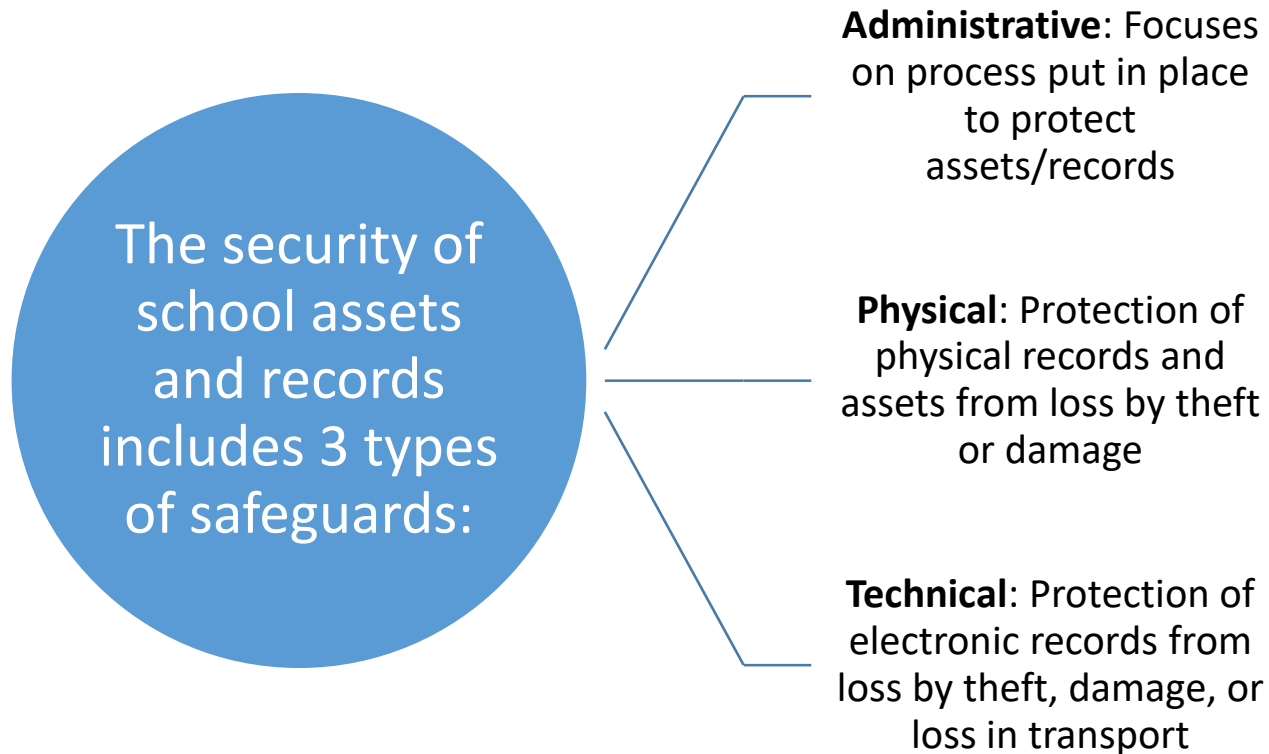 The security of
school assets
and records
includes 3 types
of safeguards:
Administrative: Focuses
on process put in place
to protect
assets/records
Physical: Protection of
physical records and
assets from loss by theft
or damage
Technical: Protection of
electronic records from
loss by theft, damage, or
loss in transport